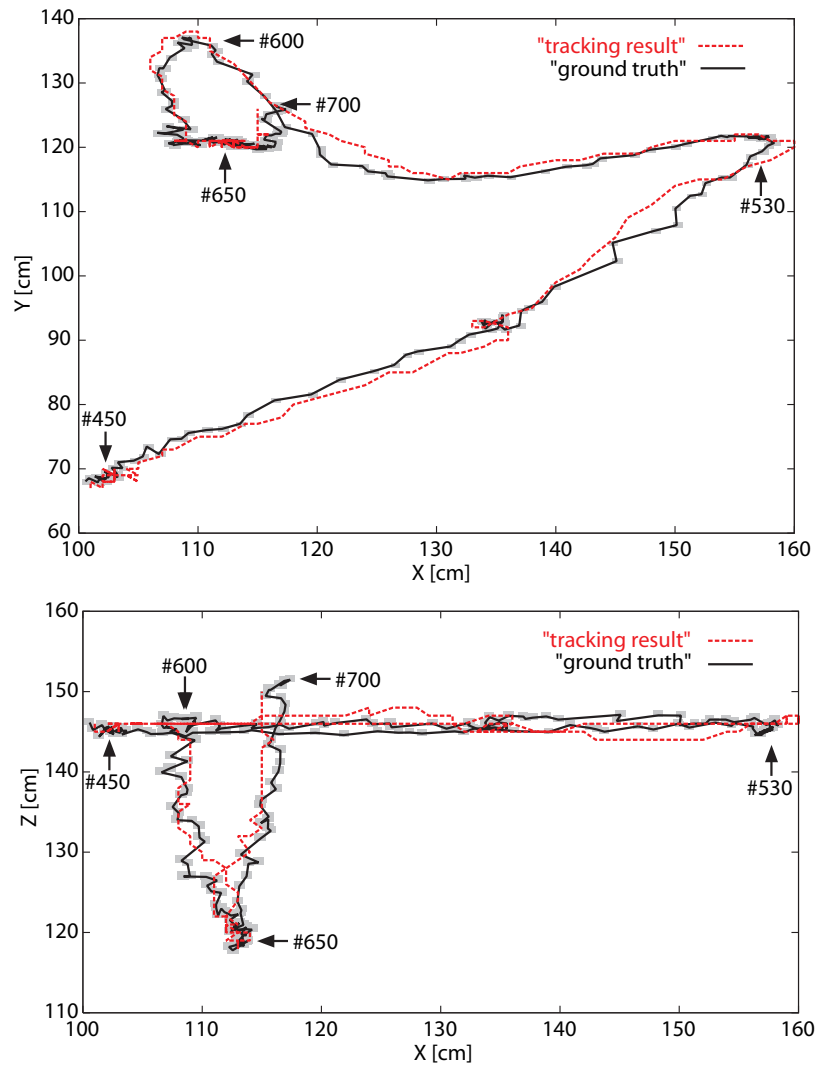 140
130
120
110
100
90
80
70
60
Y [cm]
"tracking result"
"ground truth"
#600
#700
#650
#530
#450
100 110 120 130 140 150 160
X [cm]
160
150
140
130
120
110
Z [cm]
"tracking result"
"ground truth"
#600
#700
#450
#530
#650
100 110 120 130 140 150 160
X [cm]